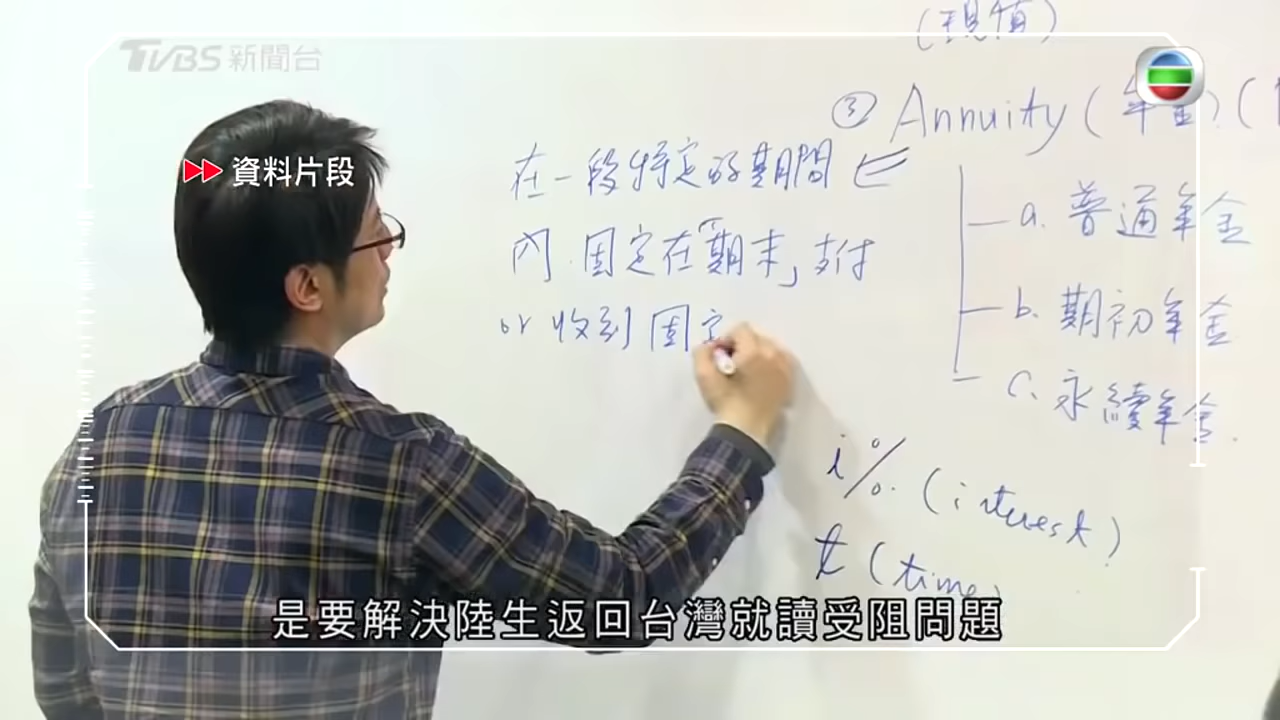 TVBS 新聞台
資料片段
(現值)
③ Annuity (年金) (
在一段特定的期間
內.固定在「期末」支付
or 收到固定
a. 普通年金
b. 期初年金
c. 永續年金.
i%. (interest)
t (time)
是要解決陸生返回台灣就讀受阻問題